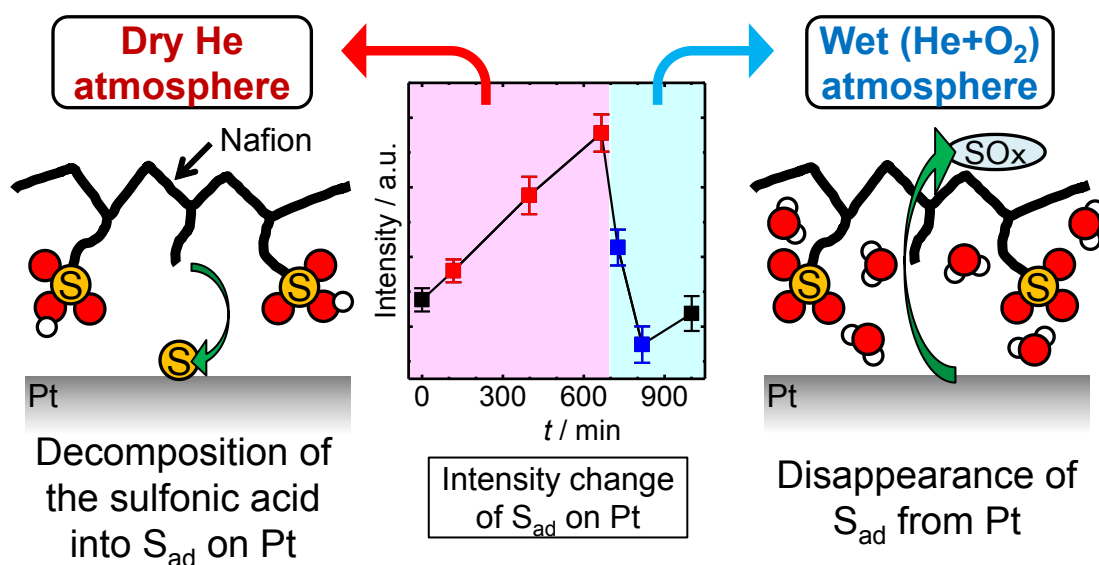 Dry He
atmosphere
Nafion
S
S
S
Pt
Decomposition of
the sulfonic acid
into Sad on Pt
Intensity / a.u.
0 300 600 900
t / min
Intensity change
of Sad on Pt
Wet (He+O2)
atmosphere
SOx
S
S
Pt
Disappearance of
Sad from Pt